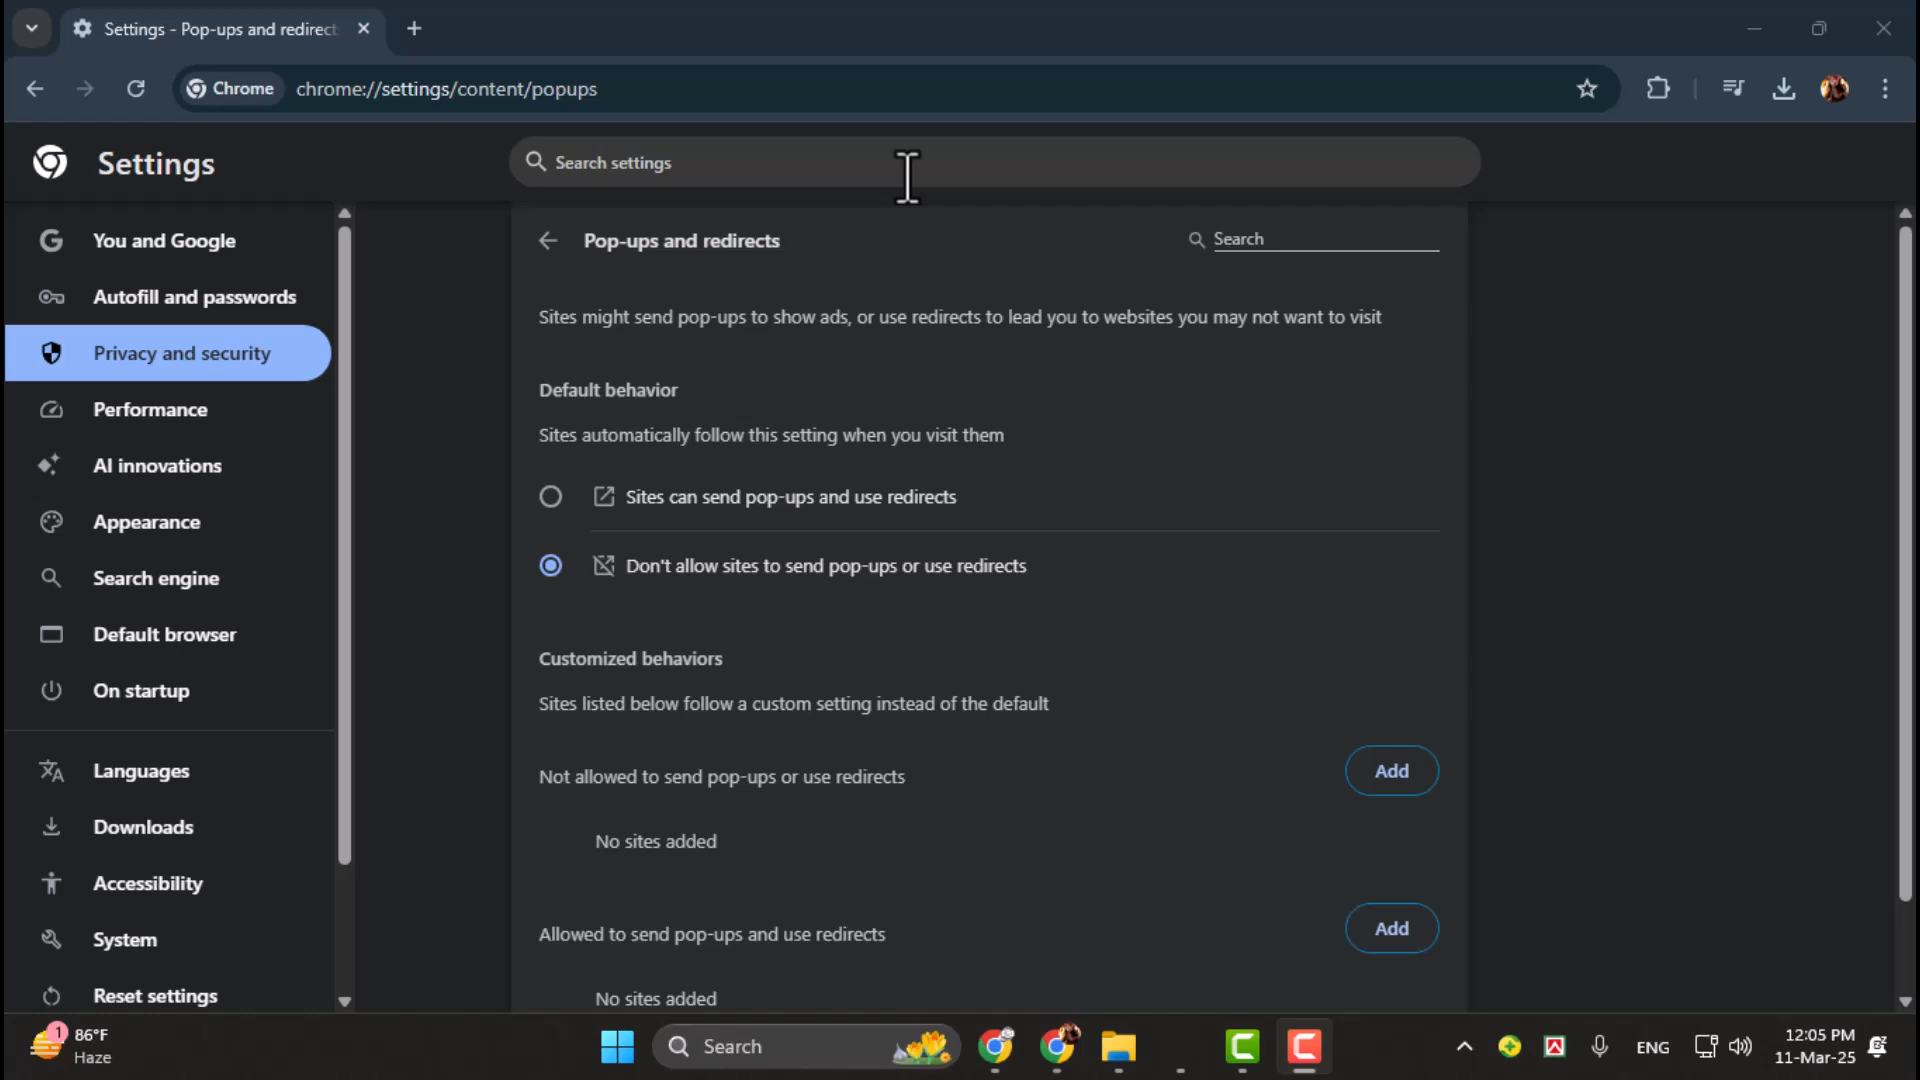 Settings - Pop-ups and redirect
Chrome
chrome://settings/content/popups
Settings
Search settings
You and Google
Autofill and passwords
Privacy and security
Performance
AI innovations
Appearance
Search engine
Default browser
On startup
Languages
Downloads
Accessibility
System
Reset settings
Pop-ups and redirects
Search
Sites might send pop-ups to show ads, or use redirects to lead you to websites you may not want to visit
Default behavior
Sites automatically follow this setting when you visit them
Sites can send pop-ups and use redirects
Don't allow sites to send pop-ups or use redirects
Customized behaviors
Sites listed below follow a custom setting instead of the default
Not allowed to send pop-ups or use redirects
Add
No sites added
Allowed to send pop-ups and use redirects
Add
No sites added
1
86°F
Haze
Search
ENG
12:05 PM
11-Mar-25